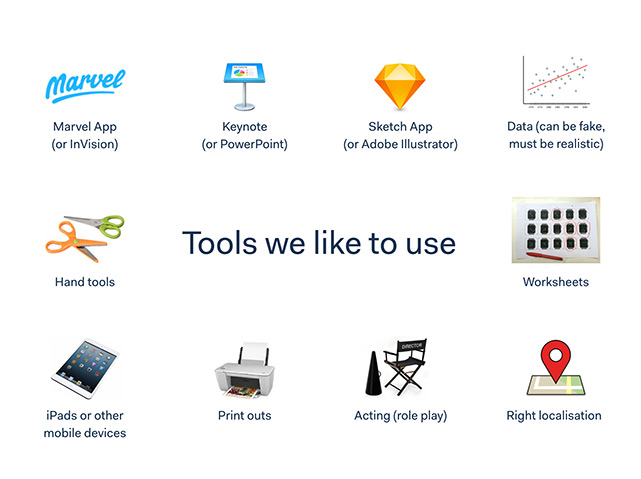 Marvel
Marvel App
(or InVision)
Keynote
(or PowerPoint)
Sketch App
(or Adobe Illustrator)
Data (can be fake,
must be realistic)
Hand tools
Tools we like to use
Worksheets
iPads or other
mobile devices
Print outs
DIRECTOR
Acting (role play)
Right localisation